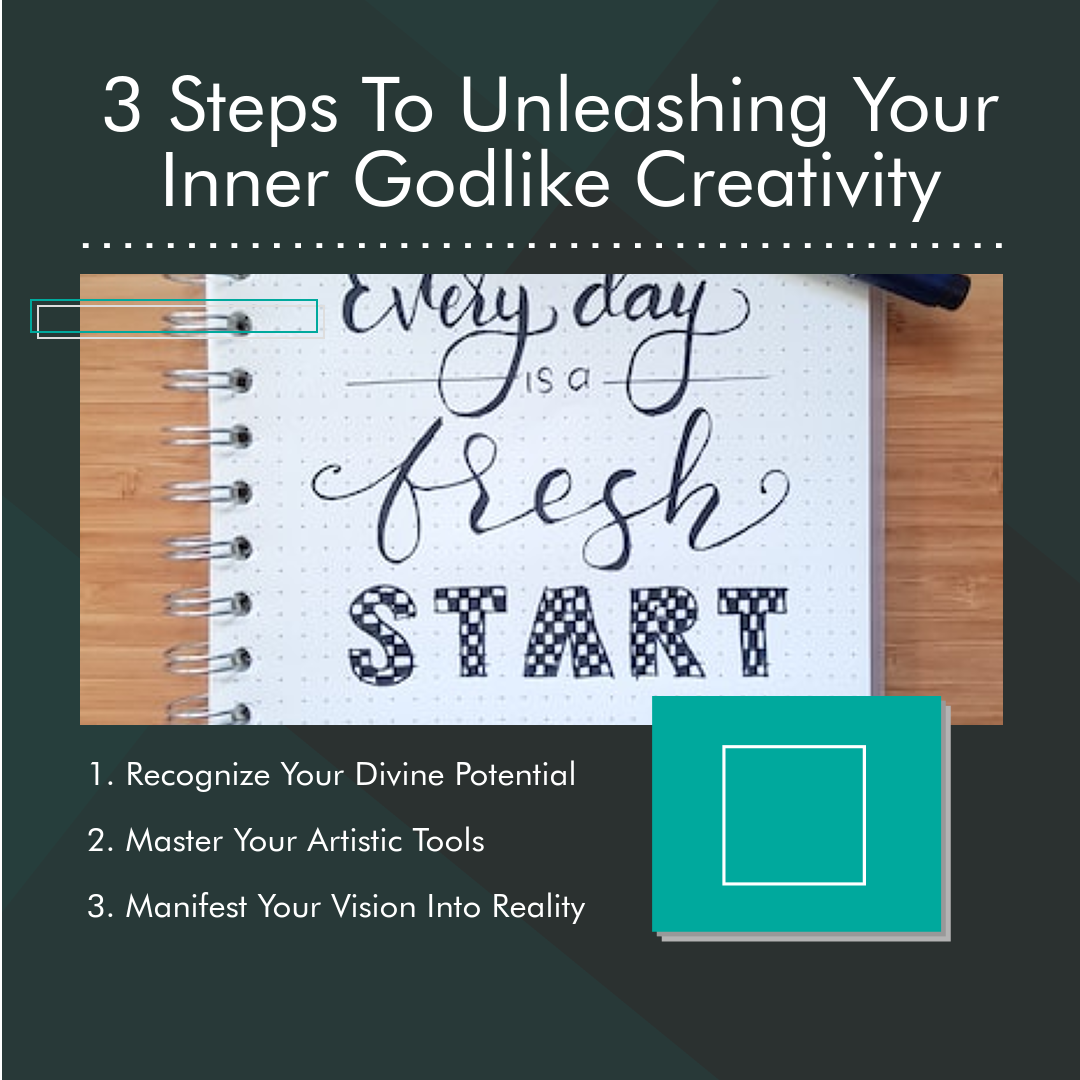 3 Steps To Unleashing Your
Inner Godlike Creativity
Every day
is a
fresh
START
1. Recognize Your Divine Potential
2. Master Your Artistic Tools
3. Manifest Your Vision Into Reality